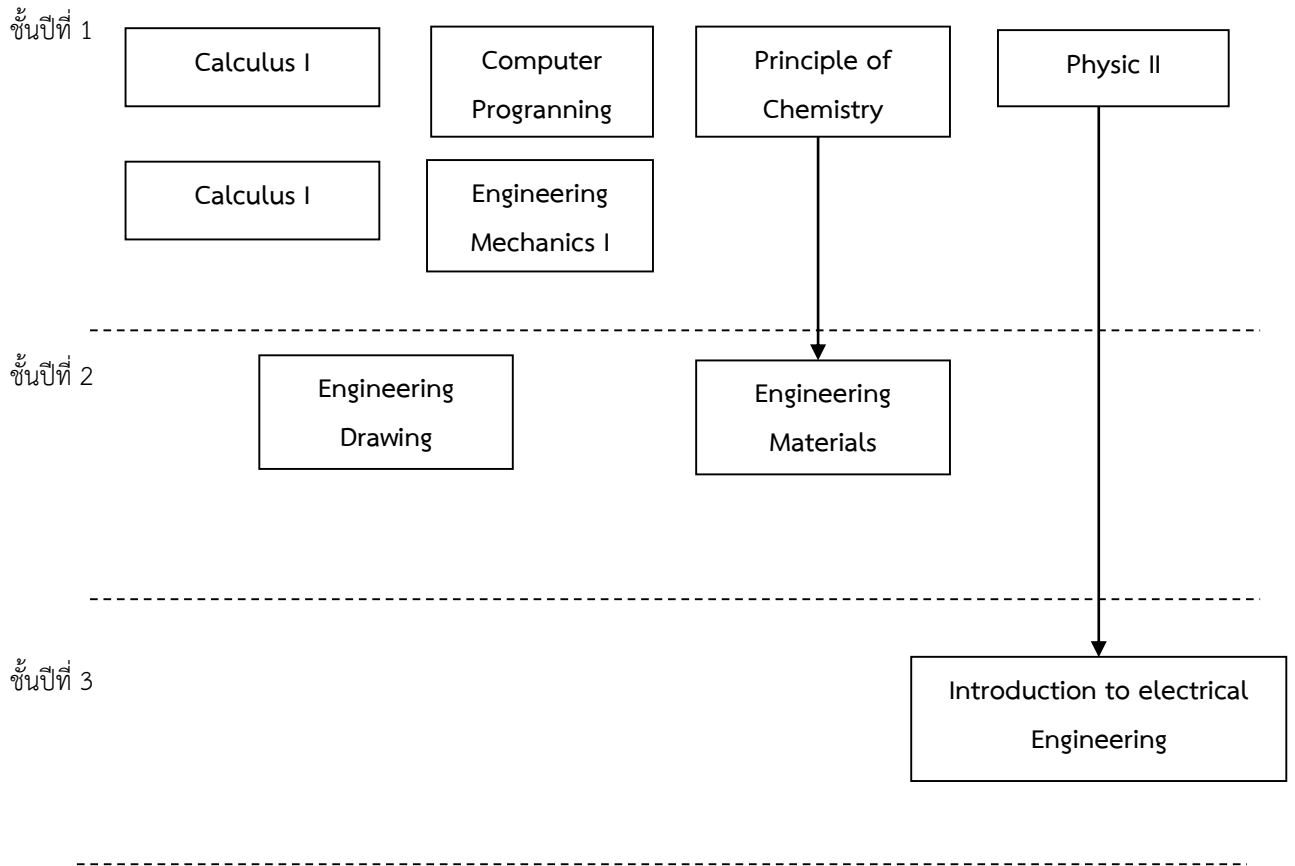 ชั้นปีที่ 1
Calculus I
Computer
Progranning
Principle of
Chemistry
Physic II
Calculus I
Engineering
Mechanics I
ชั้นปีที่ 2
Engineering
Drawing
Engineering
Materials
ชั้นปีที่ 3
Introduction to electrical
Engineering